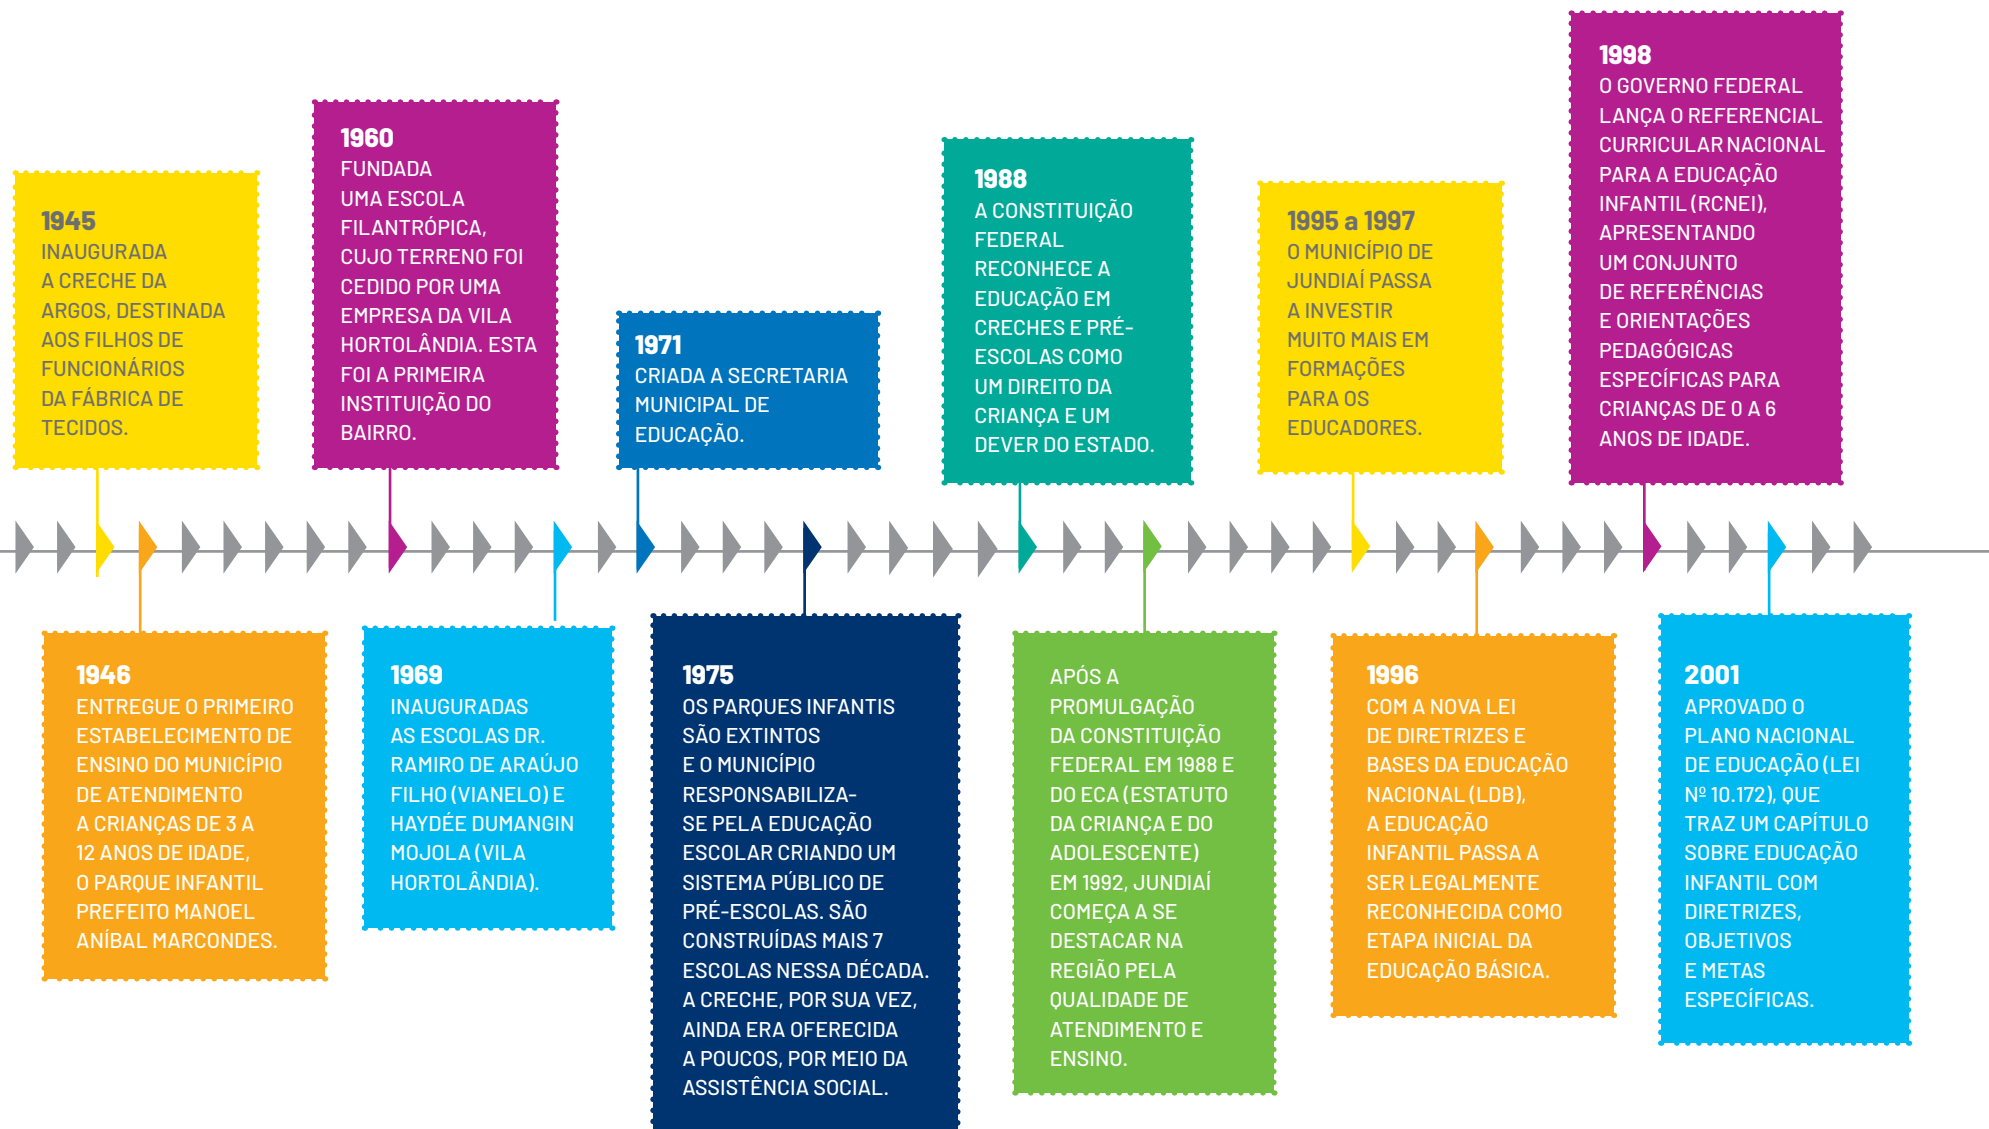 1945
INAUGURADA
A CRECHE DA
ARGOS, DESTINADA
AOS FILHOS DE
FUNCIONÁRIOS
DA FÁBRICA DE
TECIDOS.
1946
ENTREGUE O PRIMEIRO
ESTABELECIMENTO DE
ENSINO DO MUNICÍPIO
DE ATENDIMENTO
A CRIANÇAS DE 3 A
12 ANOS DE IDADE,
O PARQUE INFANTIL
PREFEITO MANOEL
ANÍBAL MARCONDES.
1960
FUNDADA
UMA ESCOLA
FILANTRÓPICA,
CUJO TERRENO FOI
CEDIDO POR UMA
EMPRESA DA VILA
HORTOLÂNDIA. ESTA
FOI A PRIMEIRA
INSTITUIÇÃO DO
BAIRRO.
1969
INAUGURADAS
AS ESCOLAS DR.
RAMIRO DE ARAÚJO
FILHO (VIANELO) E
HAYDÉE DUMANGIN
MOJOLA (VILA
HORTOLÂNDIA).
1971
CRIADA A SECRETARIA
MUNICIPAL DE
EDUCAÇÃO.
1975
OS PARQUES INFANTIS
SÃO EXTINTOS
E O MUNICÍPIO
RESPONSABILIZA-
SE PELA EDUCAÇÃO
ESCOLAR CRIANDO UM
SISTEMA PÚBLICO DE
PRÉ-ESCOLAS. SÃO
CONSTRUÍDAS MAIS 7
ESCOLAS NESSA DÉCADA.
A CRECHE, POR SUA VEZ,
AINDA ERA OFERECIDA
A POUCOS, POR MEIO DA
ASSISTÊNCIA SOCIAL.
1988
A CONSTITUIÇÃO
FEDERAL
RECONHECE A
EDUCAÇÃO EM
CRECHES E PRÉ-
ESCOLAS COMO
UM DIREITO DA
CRIANÇA E UM
DEVER DO ESTADO.
APÓS A
PROMULGAÇÃO
DA CONSTITUIÇÃO
FEDERAL EM 1988 E
DO ECA (ESTATUTO
DA CRIANÇA E DO
ADOLESCENTE)
EM 1992, JUNDIAÍ
COMEÇA A SE
DESTACAR NA
REGIÃO PELA
QUALIDADE DE
ATENDIMENTO E
ENSINO.
1995 a 1997
O MUNICÍPIO DE
JUNDIAÍ PASSA
A INVESTIR
MUITO MAIS EM
FORMAÇÕES
PARA OS
EDUCADORES.
1996
COM A NOVA LEI
DE DIRETRIZES E
BASES DA EDUCAÇÃO
NACIONAL (LDB),
A EDUCAÇÃO
INFANTIL PASSA A
SER LEGALMENTE
RECONHECIDA COMO
ETAPA INICIAL DA
EDUCAÇÃO BÁSICA.
1998
O GOVERNO FEDERAL
LANÇA O REFERENCIAL
CURRICULAR NACIONAL
PARA A EDUCAÇÃO
INFANTIL (RCNEI),
APRESENTANDO
UM CONJUNTO
DE REFERÊNCIAS
E ORIENTAÇÕES
PEDAGÓGICAS
ESPECÍFICAS PARA
CRIANÇAS DE 0 A 6
ANOS DE IDADE.
2001
APROVADO O
PLANO NACIONAL
DE EDUCAÇÃO (LEI
Nº 10.172), QUE
TRAZ UM CAPÍTULO
SOBRE EDUCAÇÃO
INFANTIL COM
DIRETRIZES,
OBJETIVOS
E METAS
ESPECÍFICAS.